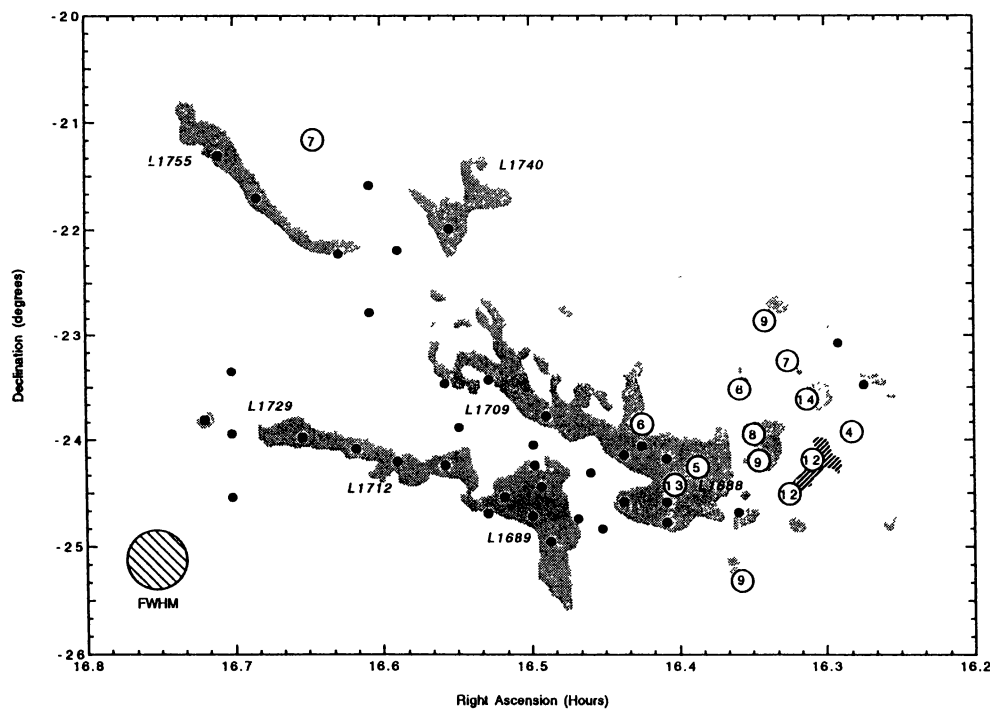 -20
-21
-22
-23
-24
-25
-26
Declination (degrees)
16.8
16.7
16.6
16.5
16.4
16.3
16.2
Right Ascension (Hours)
7
L1755
L1740
9
7
6
14
L1729
L1709
6
8
4
5
9
12
L1712
13
L1688
12
L1689
9
FWHM